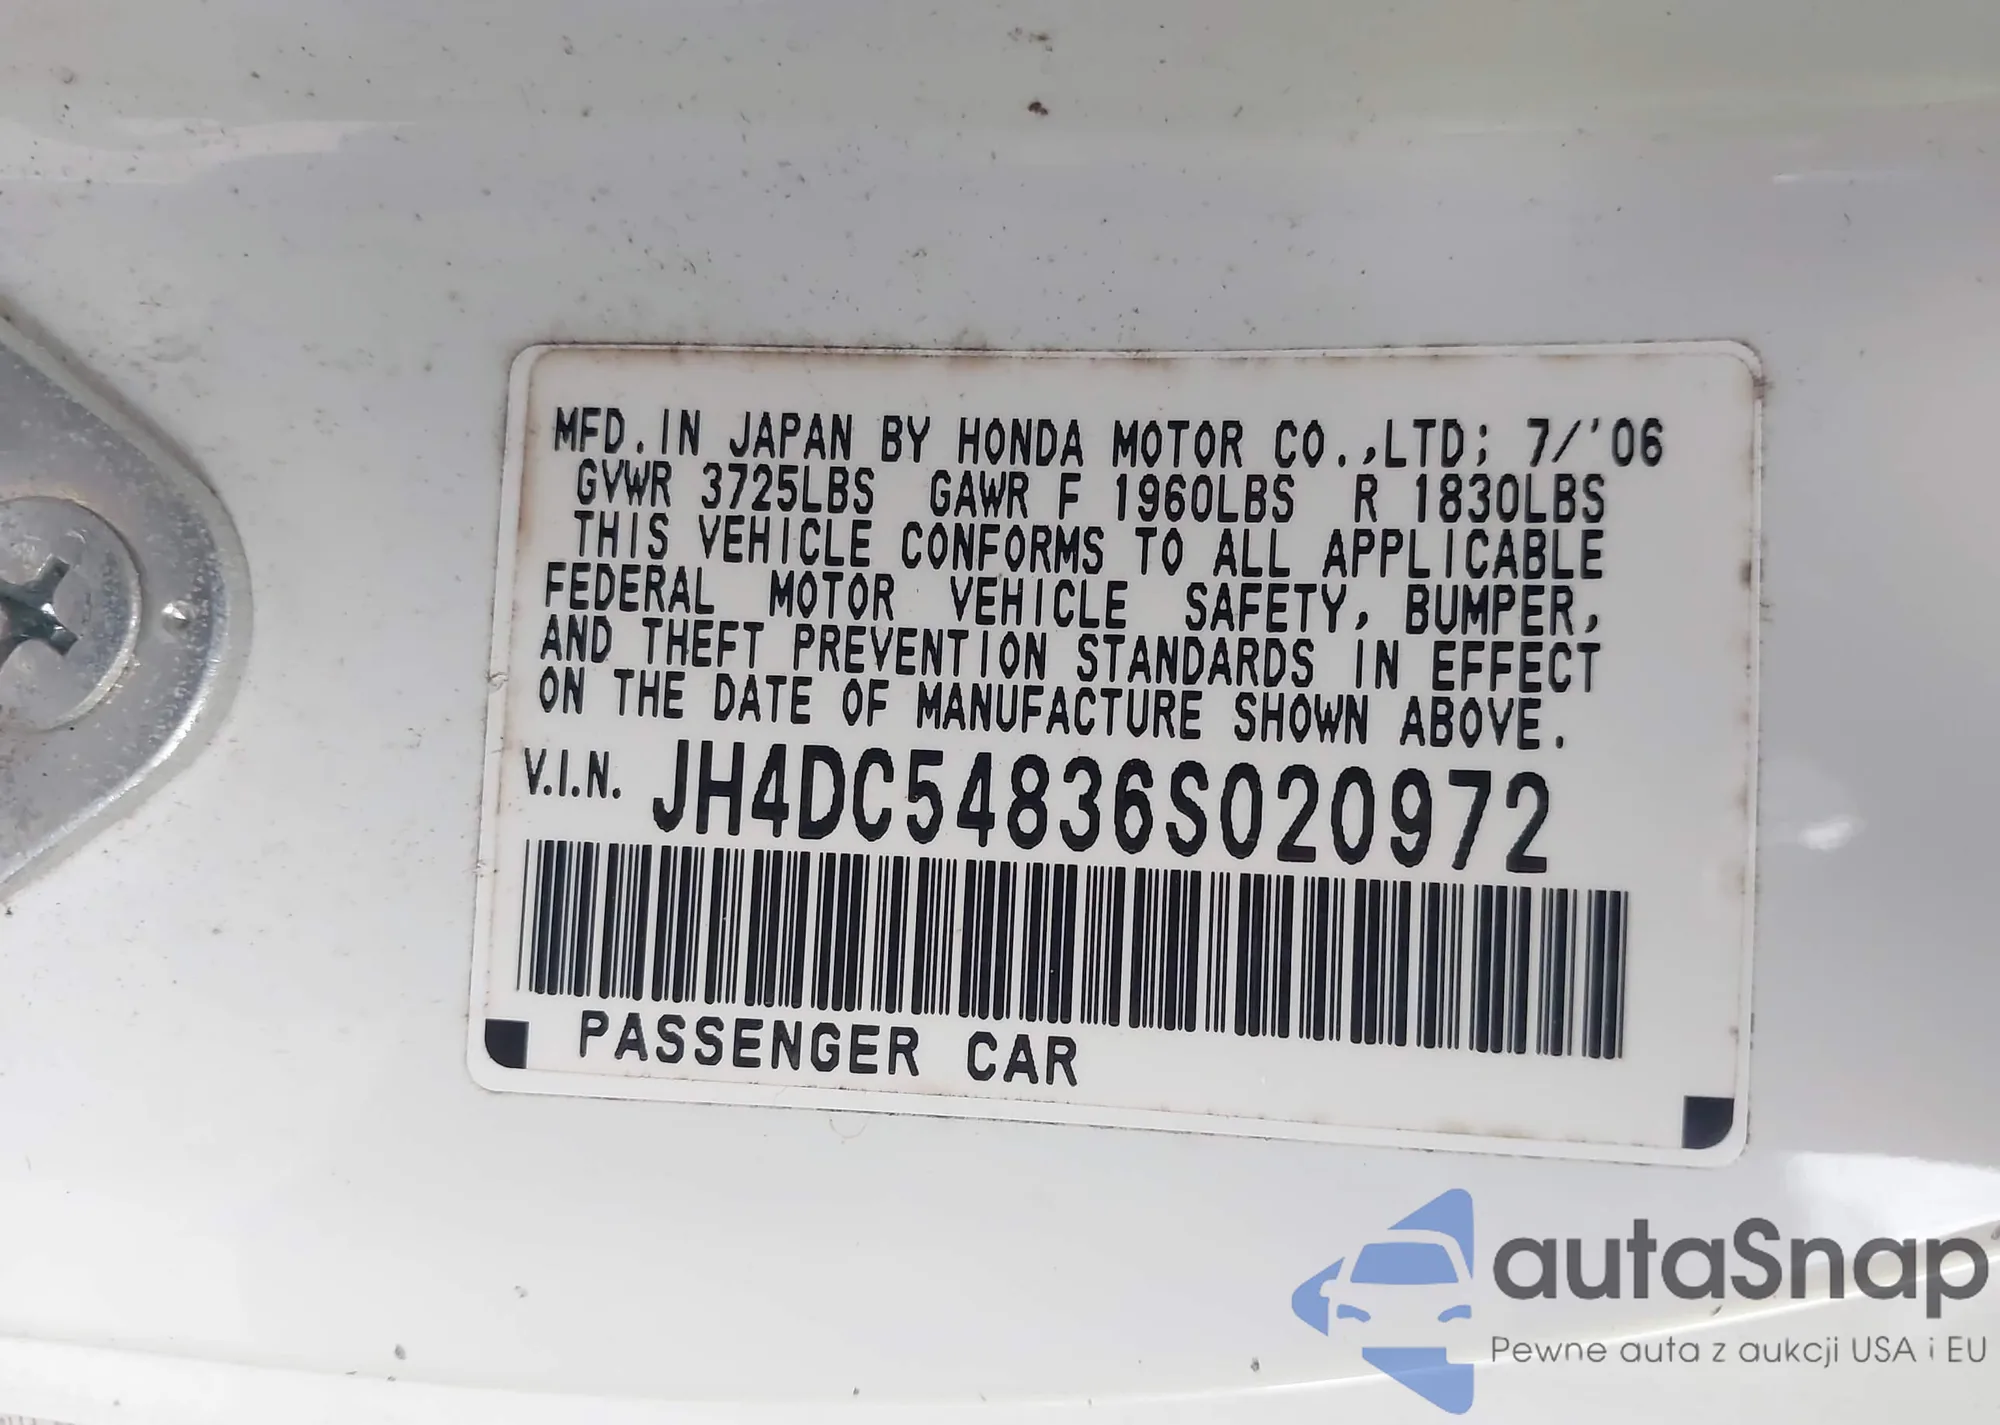 MFD.IN JAPAN BY HONDA MOTOR CO.,LTD; 7/'06
GVWR 3725LBS GAWR F 1960LBS R 1830LBS
THIS VEHICLE CONFORMS TO ALL APPLICABLE
FEDERAL MOTOR VEHICLE SAFETY, BUMPER,
AND THEFT PREVENTION STANDARDS IN EFFECT
ON THE DATE OF MANUFACTURE SHOWN ABOVE.
V.I.N. JH4DC54836S020972
PASSENGER CAR
autaSnap
Pewne auta z aukcji USA i EU